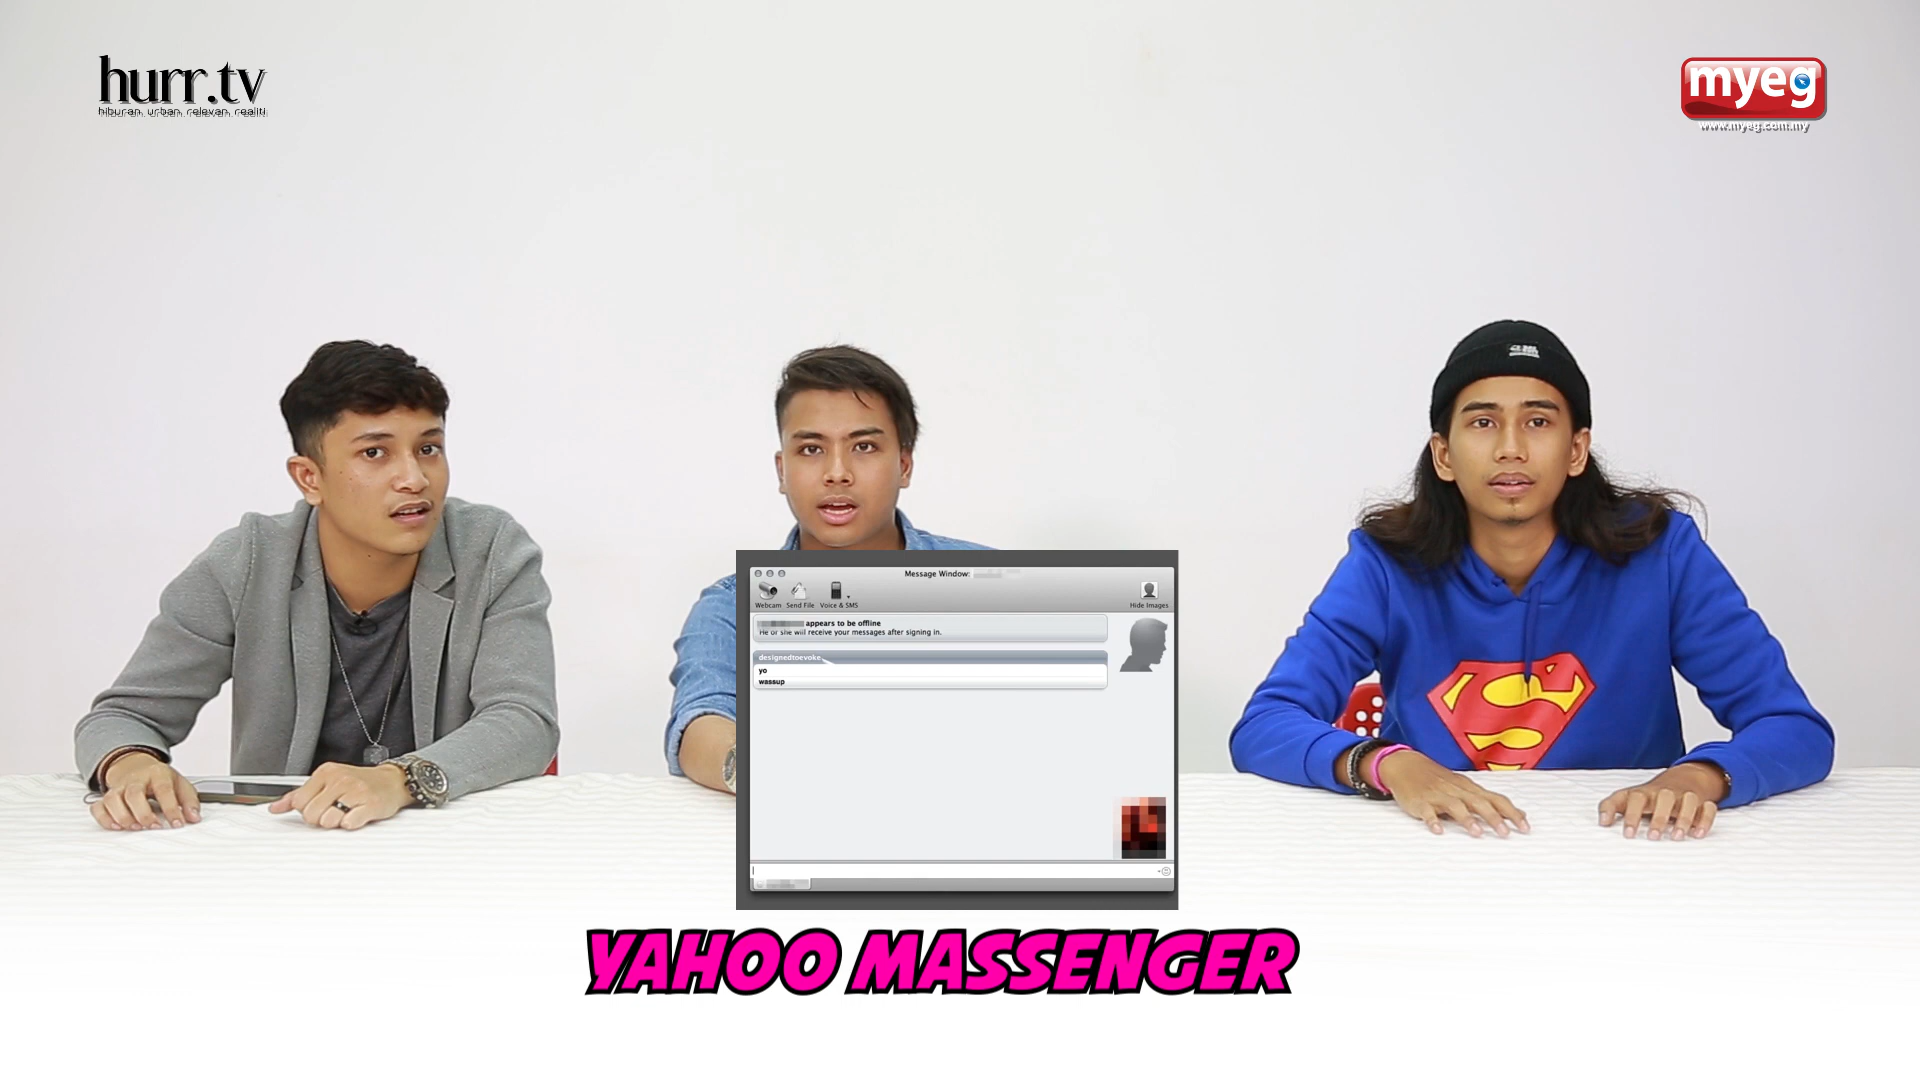 hurr.tv
hiburan. urban. relevan. realiti
myeg
www.myeg.com.my
Message Window:
Webcam Send File Voice & SMS
Hide Images
appears to be offline
He or she will receive your messages after signing in.
designedtoevoke
yo
wassup
YAHOO MASSENGER